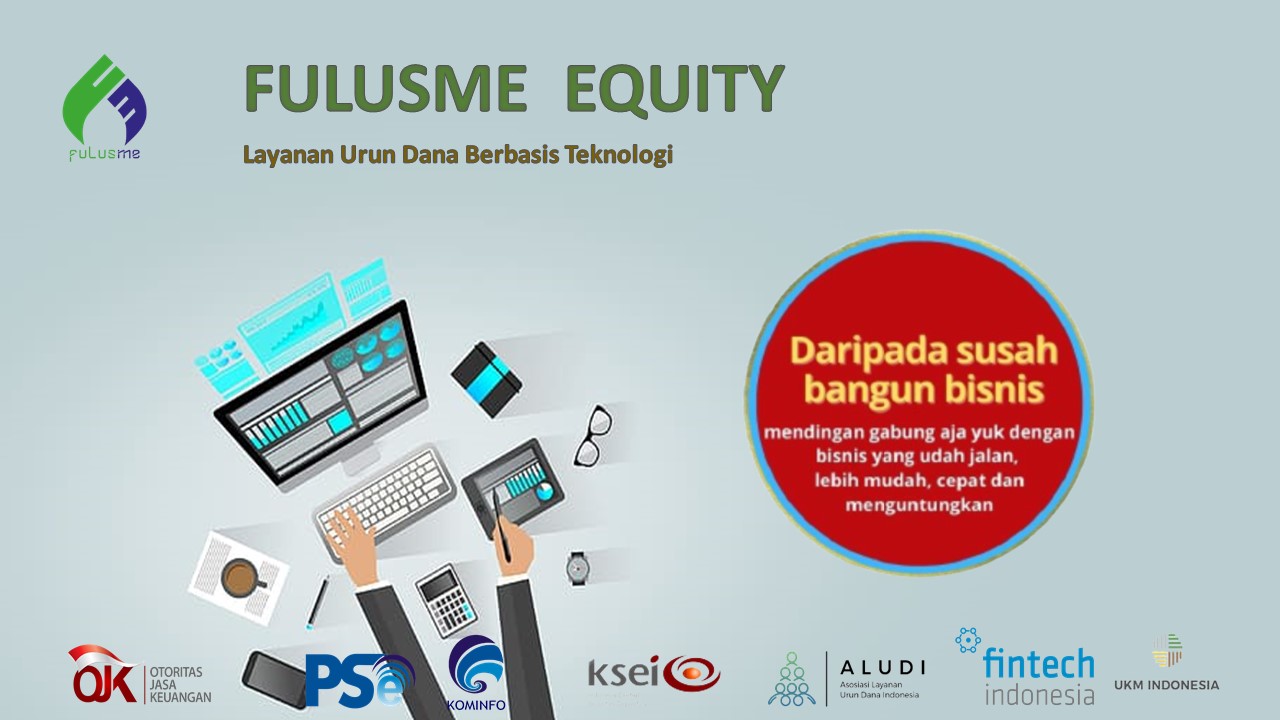 FULUSME EQUITY
fuLusme
Layanan Urun Dana Berbasis Teknologi
Daripada susah
bangun bisnis
mendingan gabung aja yuk dengan
bisnis yang udah jalan,
lebih mudah, cepat dan
menguntungkan
OJK
OTORITAS
JASA
KEUANGAN
PSe
KOMINFO
ksei
ALUDI
Asosiasi Layanan
Urun Dana Indonesia
fintech
indonesia
UKM INDONESIA